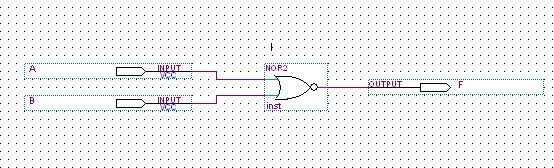 A INPUT
VCC
NOR2
OUTPUT F
B INPUT
VCC
inst